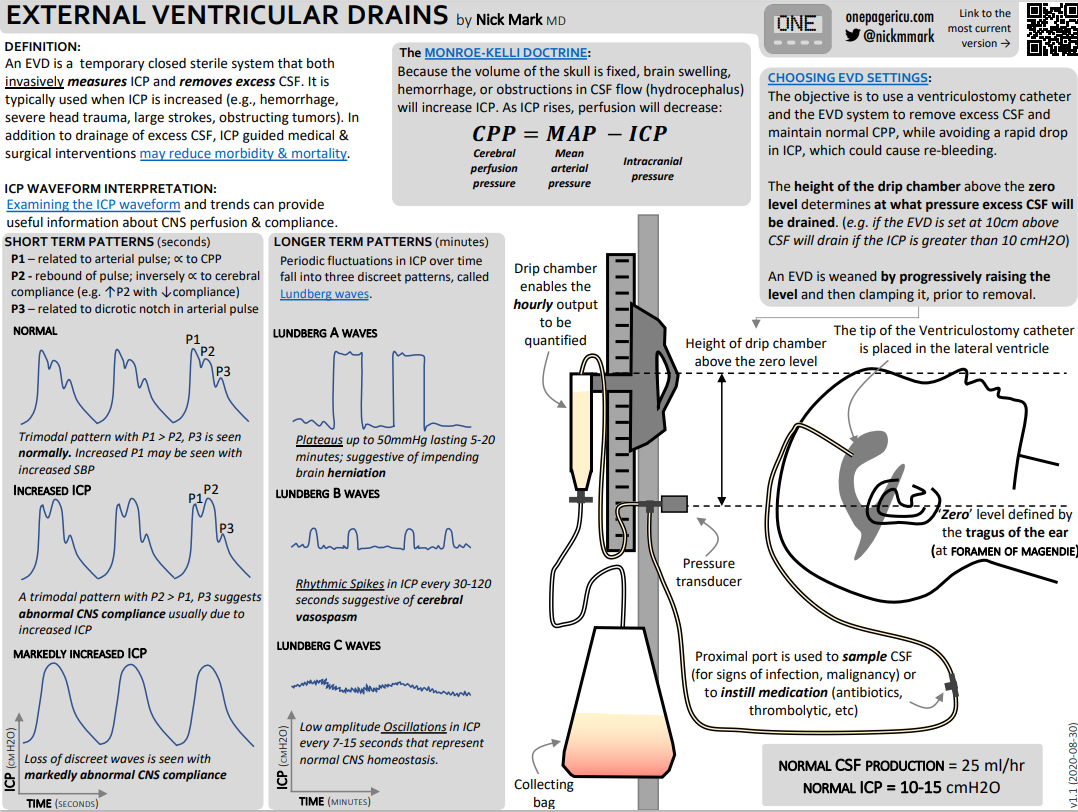 EXTERNAL VENTRICULAR DRAINS by Nick Mark MD
ONE
onepagericu.com
@nickmmark
Link to the
most current
version →
DEFINITION:
An EVD is a temporary closed sterile system that both
invasively measures ICP and removes excess CSF. It is
typically used when ICP is increased (e.g., hemorrhage,
severe head trauma, large strokes, obstructing tumors). In
addition to drainage of excess CSF, ICP guided medical &
surgical interventions may reduce morbidity & mortality.
The MONROE-KELLI DOCTRINE:
Because the volume of the skull is fixed, brain swelling,
hemorrhage, or obstructions in CSF flow (hydrocephalus)
will increase ICP. As ICP rises, perfusion will decrease:
CPP = MAP − ICP
Cerebral
perfusion
pressure
Mean
arterial
pressure
Intracranial
pressure
CHOOSING EVD SETTINGS:
The objective is to use a ventriculostomy catheter
and the EVD system to remove excess CSF and
maintain normal CPP, while avoiding a rapid drop
in ICP, which could cause re-bleeding.
The height of the drip chamber above the zero
level determines at what pressure excess CSF will
be drained. (e.g. if the EVD is set at 10cm above
CSF will drain if the ICP is greater than 10 cmH2O)
An EVD is weaned by progressively raising the
level and then clamping it, prior to removal.
ICP WAVEFORM INTERPRETATION:
Examining the ICP waveform and trends can provide
useful information about CNS perfusion & compliance.
SHORT TERM PATTERNS (seconds)
P1 – related to arterial pulse; ∝ to CPP
P2 - rebound of pulse; inversely ∝ to cerebral
compliance (e.g. ↑P2 with ↓compliance)
P3 – related to dicrotic notch in arterial pulse
NORMAL
P1
P2
P3
Trimodal pattern with P1 > P2, P3 is seen
normally. Increased P1 may be seen with
increased SBP
INCREASED ICP
P1
P2
P3
A trimodal pattern with P2 > P1, P3 suggests
abnormal CNS compliance usually due to
increased ICP
MARKEDLY INCREASED ICP
Loss of discreet waves is seen with
markedly abnormal CNS compliance
ICP (cmH2O)
TIME (SECONDS)
LONGER TERM PATTERNS (minutes)
Periodic fluctuations in ICP over time
fall into three discreet patterns, called
Lundberg waves.
LUNDBERG A WAVES
Plateaus up to 50mmHg lasting 5-20
minutes; suggestive of impending
brain herniation
LUNDBERG B WAVES
Rhythmic Spikes in ICP every 30-120
seconds suggestive of cerebral
vasospasm
LUNDBERG C WAVES
Low amplitude Oscillations in ICP
every 7-15 seconds that represent
normal CNS homeostasis.
ICP (cmH2O)
TIME (MINUTES)
Drip chamber
enables the
hourly output
to be
quantified
Height of drip chamber
above the zero level
The tip of the Ventriculostomy catheter
is placed in the lateral ventricle
'Zero' level defined by
the tragus of the ear
(at FORAMEN OF MAGENDIE)
Pressure
transducer
Proximal port is used to sample CSF
(for signs of infection, malignancy) or
to instill medication (antibiotics,
thrombolytic, etc)
Collecting
bag
NORMAL CSF PRODUCTION = 25 ml/hr
NORMAL ICP = 10-15 cmH2O
v1.1 (2020-08-30)